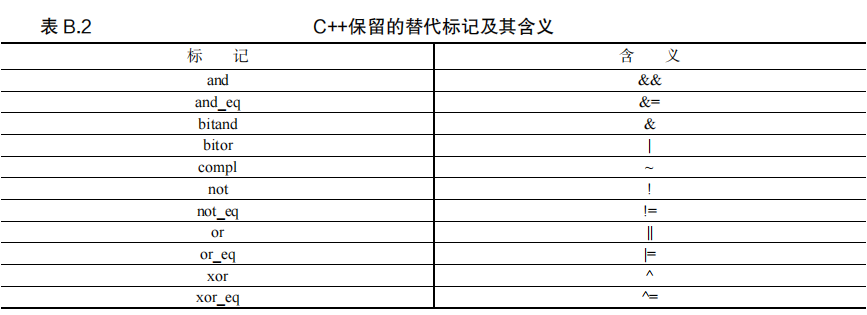 表 B.2 C++保留的替代标记及其含义
标 记 含 义
and &&
and_eq &=
bitand &
bitor |
compl ~
not !
not_eq !=
or ||
or_eq |=
xor ^
xor_eq ^=